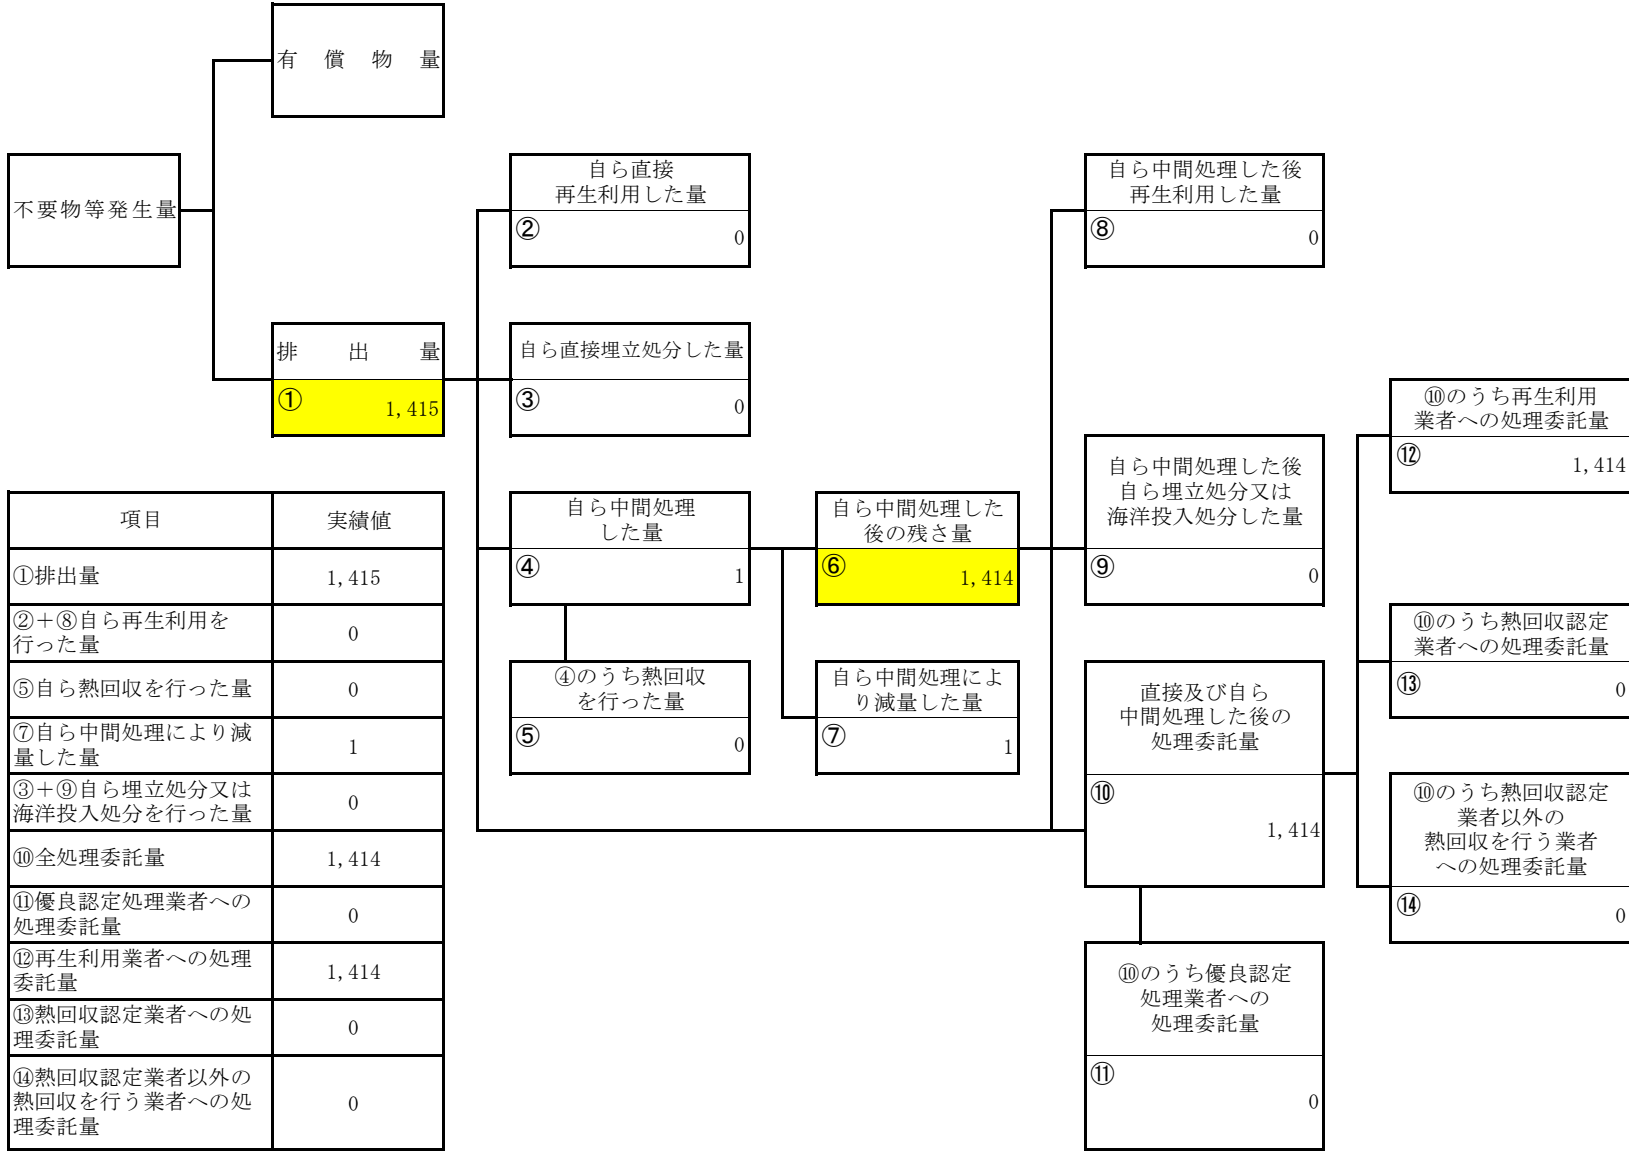 有償物量
不要物等発生量
排出量
①
1,415
自ら直接
再生利用した量
②
0
自ら直接埋立処分した量
③
0
自ら中間処理
した量
④
1
④のうち熱回収
を行った量
⑤
0
自ら中間処理した
後の残さ量
⑥
1,414
自ら中間処理によ
り減量した量
⑦
1
自ら中間処理した後
再生利用した量
⑧
0
自ら中間処理した後
自ら埋立処分又は
海洋投入処分した量
⑨
0
直接及び自ら
中間処理した後の
処理委託量
⑩
1,414
⑩のうち優良認定
処理業者への
処理委託量
⑪
0
⑩のうち再生利用
業者への処理委託量
⑫
1,414
⑩のうち熱回収認定
業者への処理委託量
⑬
0
⑩のうち熱回収認定
業者以外の
熱回収を行う業者
への処理委託量
⑭
0
項目 実績値
①排出量 1,415
②+⑧自ら再生利用を
行った量
0
⑤自ら熱回収を行った量 0
⑦自ら中間処理により減
量した量
1
③+⑨自ら埋立処分又は
海洋投入処分を行った量
0
⑩全処理委託量 1,414
⑪優良認定処理業者への
処理委託量
0
⑫再生利用業者への処理
委託量
1,414
⑬熱回収認定業者への処
理委託量
0
⑭熱回収認定業者以外の
熱回収を行う業者への処
理委託量
0